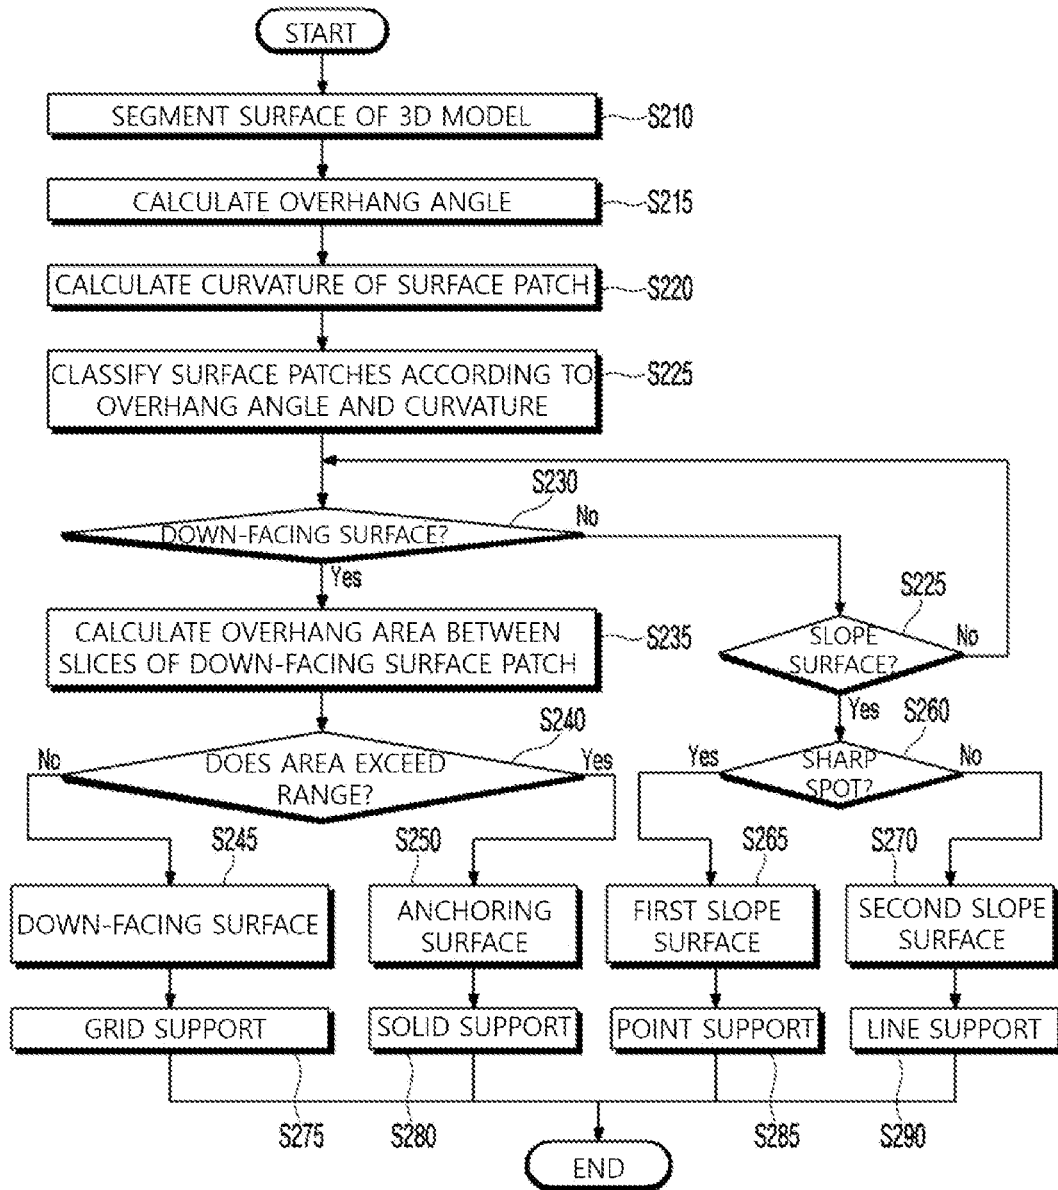 START
SEGMENT SURFACE OF 3D MODEL
S210
CALCULATE OVERHANG ANGLE
S215
CALCULATE CURVATURE OF SURFACE PATCH
S220
CLASSIFY SURFACE PATCHES ACCORDING TO
OVERHANG ANGLE AND CURVATURE
S225
S230
DOWN-FACING SURFACE?
No
Yes
CALCULATE OVERHANG AREA BETWEEN
SLICES OF DOWN-FACING SURFACE PATCH
S235
S225
SLOPE
SURFACE?
No
Yes
S240
No
DOES AREA EXCEED
RANGE?
Yes
S260
Yes
SHARP
SPOT?
No
S245
S250
S265
S270
DOWN-FACING SURFACE
ANCHORING
SURFACE
FIRST SLOPE
SURFACE
SECOND SLOPE
SURFACE
GRID SUPPORT
SOLID SUPPORT
POINT SUPPORT
LINE SUPPORT
S275
S280
S285
S290
END